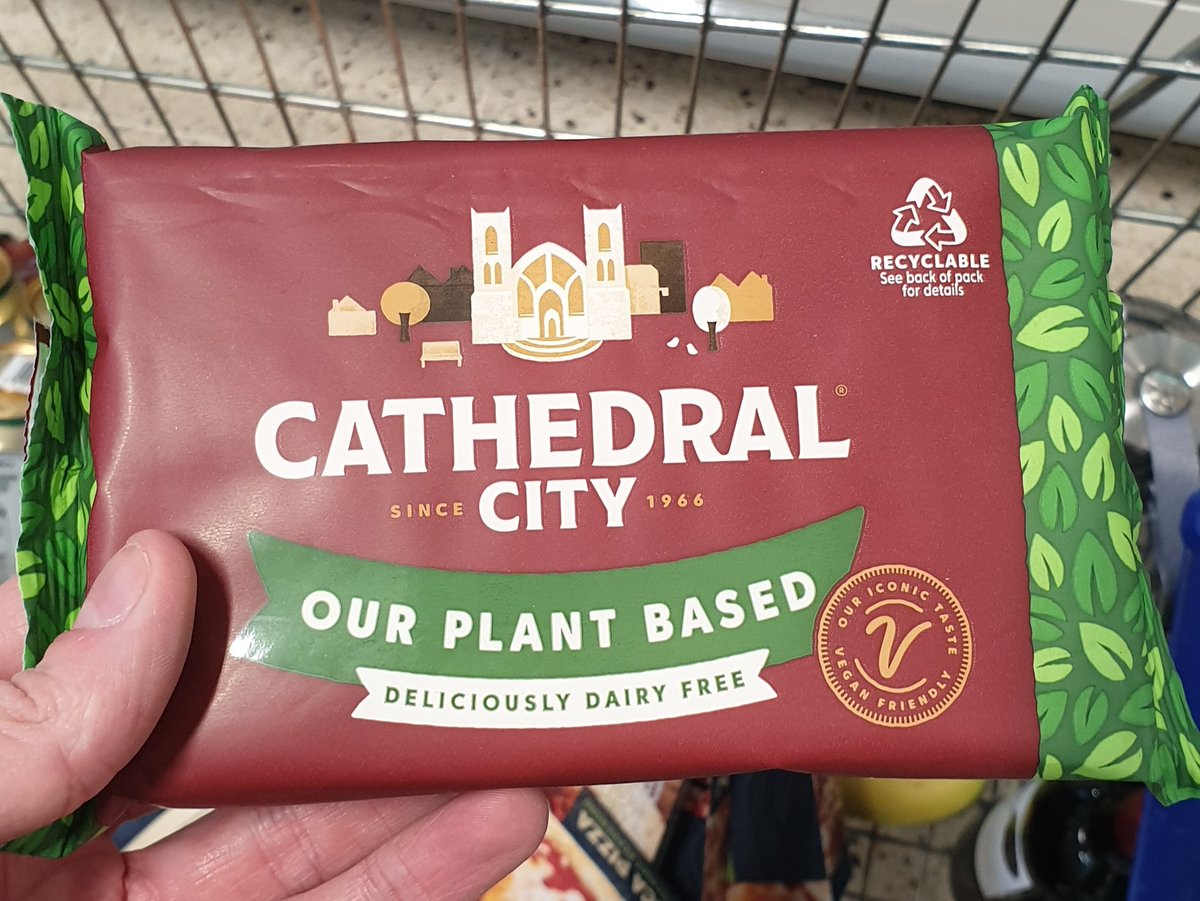 RECYCLABLE
See back of pack
for details
CATHEDRAL®
SINCE CITY 1966
OUR PLANT BASED
DELICIOUSLY DAIRY FREE
OUR ICONIC TASTE
V
VEGAN FRIENDLY
PIZZA